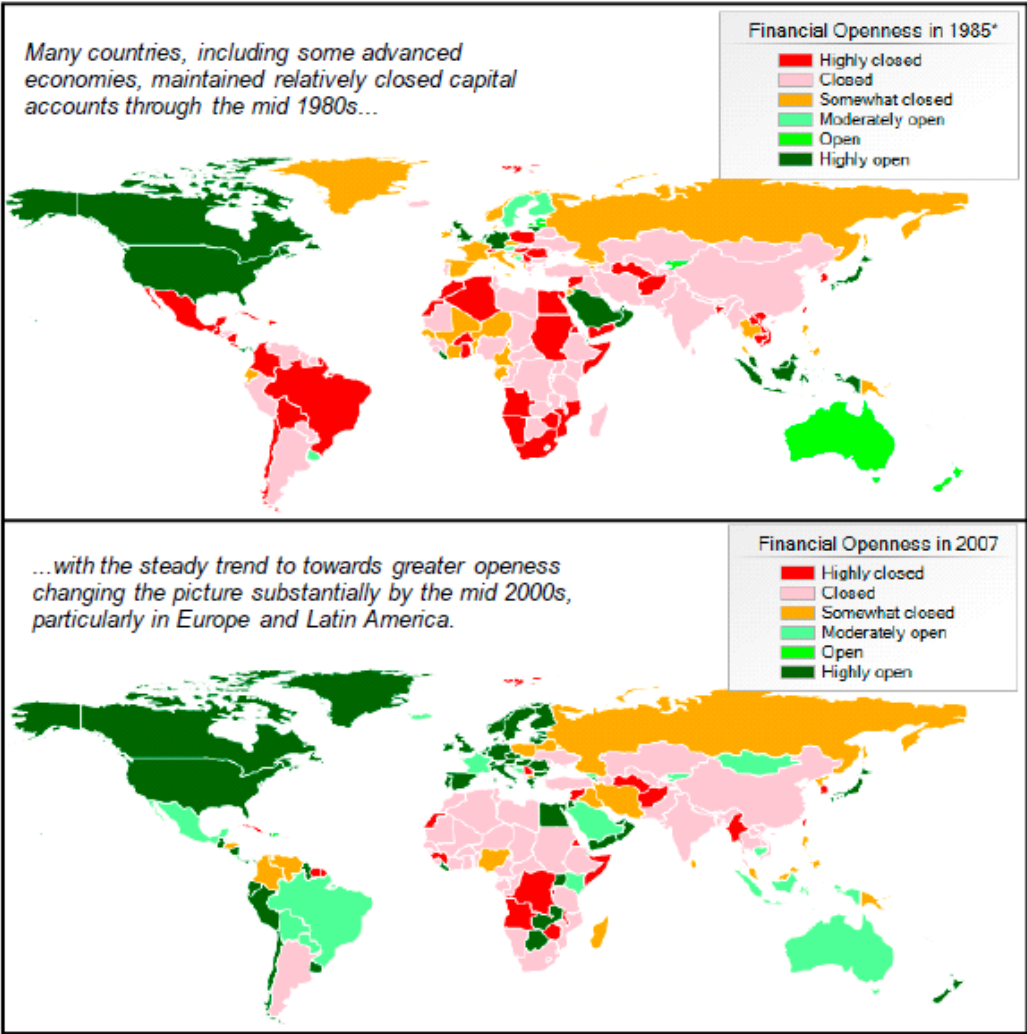 Many countries, including some advanced
economies, maintained relatively closed capital
accounts through the mid 1980s...
Financial Openness in 1985*
Highly closed
Closed
Somewhat closed
Moderately open
Open
Highly open
...with the steady trend to towards greater openess
changing the picture substantially by the mid 2000s,
particularly in Europe and Latin America.
Financial Openness in 2007
Highly closed
Closed
Somewhat closed
Moderately open
Open
Highly open